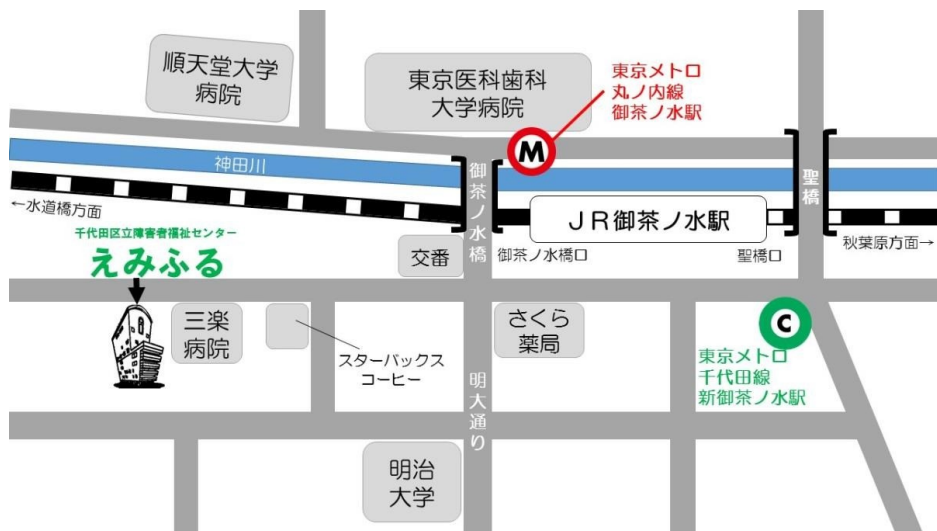 順天堂大学
病院
東京医科歯科
大学病院
東京メトロ
丸ノ内線
御茶ノ水駅
M
神田川
御茶ノ水橋
聖橋
←水道橋方面
JR御茶ノ水駅
千代田区立障害者福祉センター
えみふる
交番
御茶ノ水橋口
聖橋口
秋葉原方面→
三楽
病院
スターバックス
コーヒー
さくら
薬局
C
東京メトロ
千代田線
新御茶ノ水駅
明大通り
明治
大学